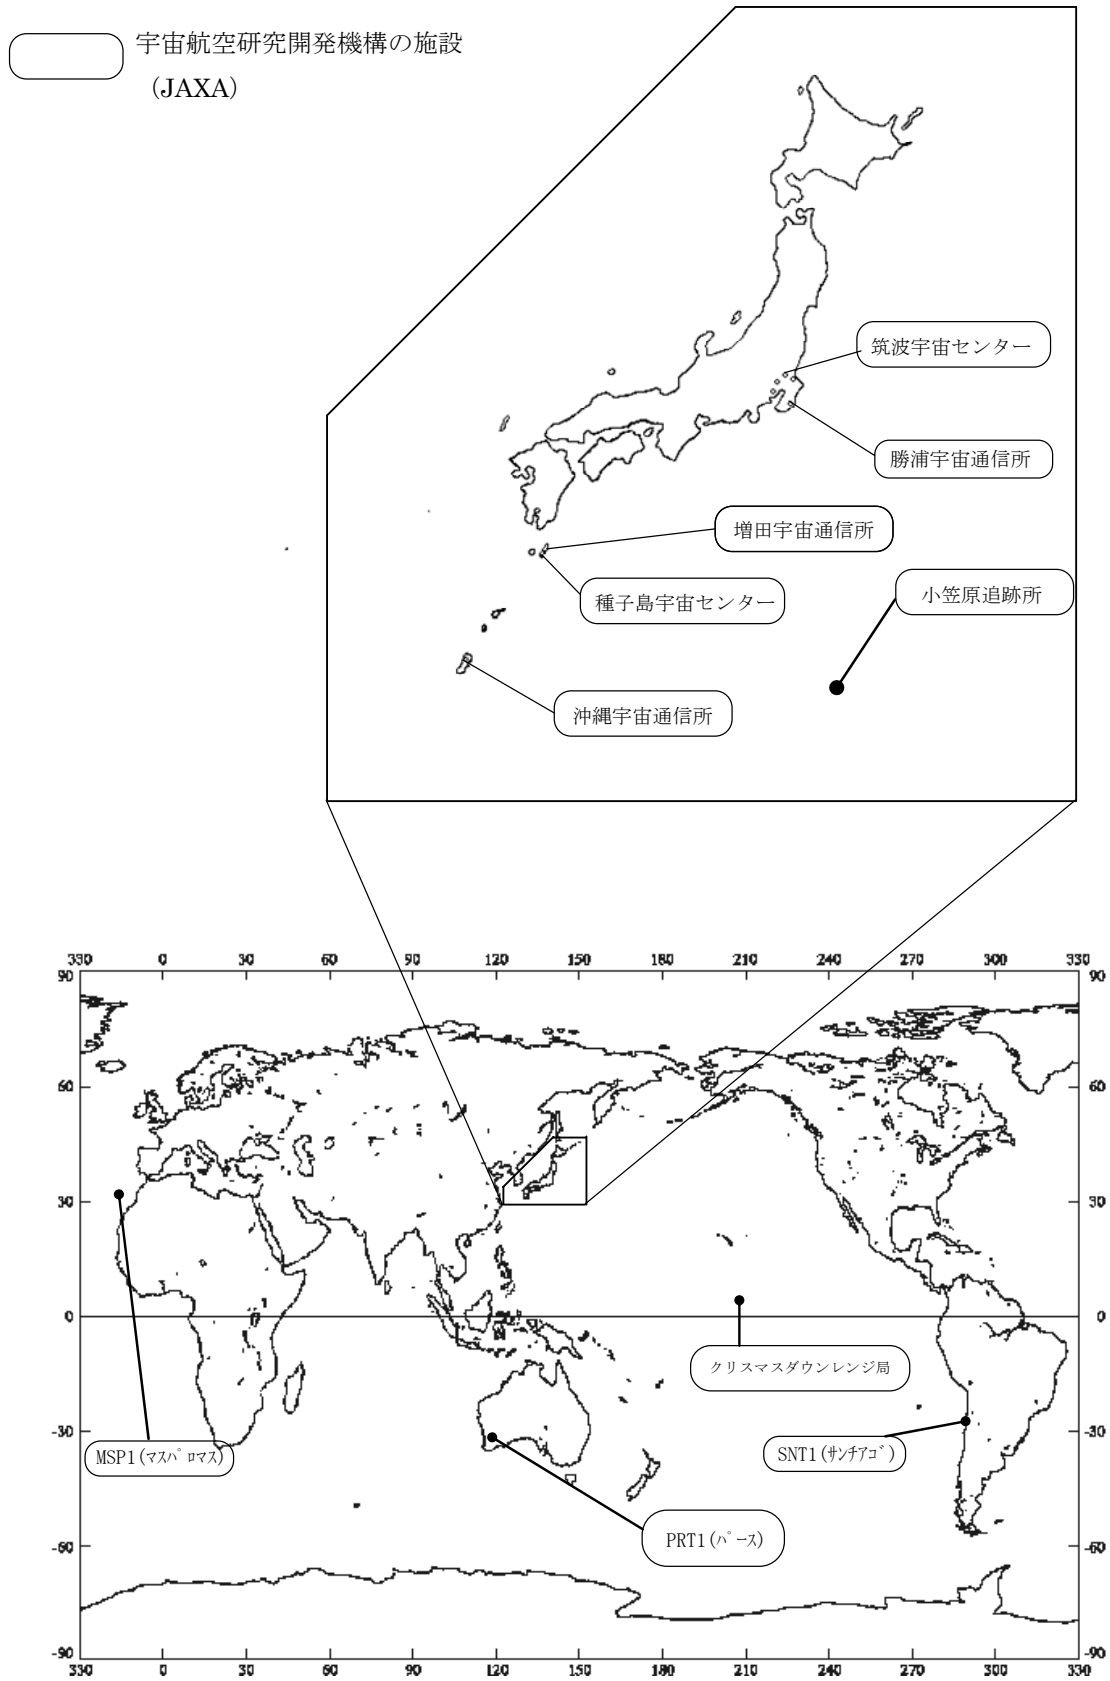 宇宙航空研究開発機構の施設
（JAXA）
筑波宇宙センター
勝浦宇宙通信所
増田宇宙通信所
種子島宇宙センター
小笠原追跡所
沖縄宇宙通信所
330 0 30 60 90 120 150 180 210 240 270 300 330
90 90
60 60
30 30
0 0
クリスマスダウンレンジ局
-30 -30
MSP1(ﾏｽﾊﾟﾛﾏｽ)
SNT1(ｻﾝﾁｱｺﾞ)
PRT1(ﾊﾟｰｽ)
-60 -60
-90 -90
330 0 30 60 90 120 150 180 210 240 270 300 330